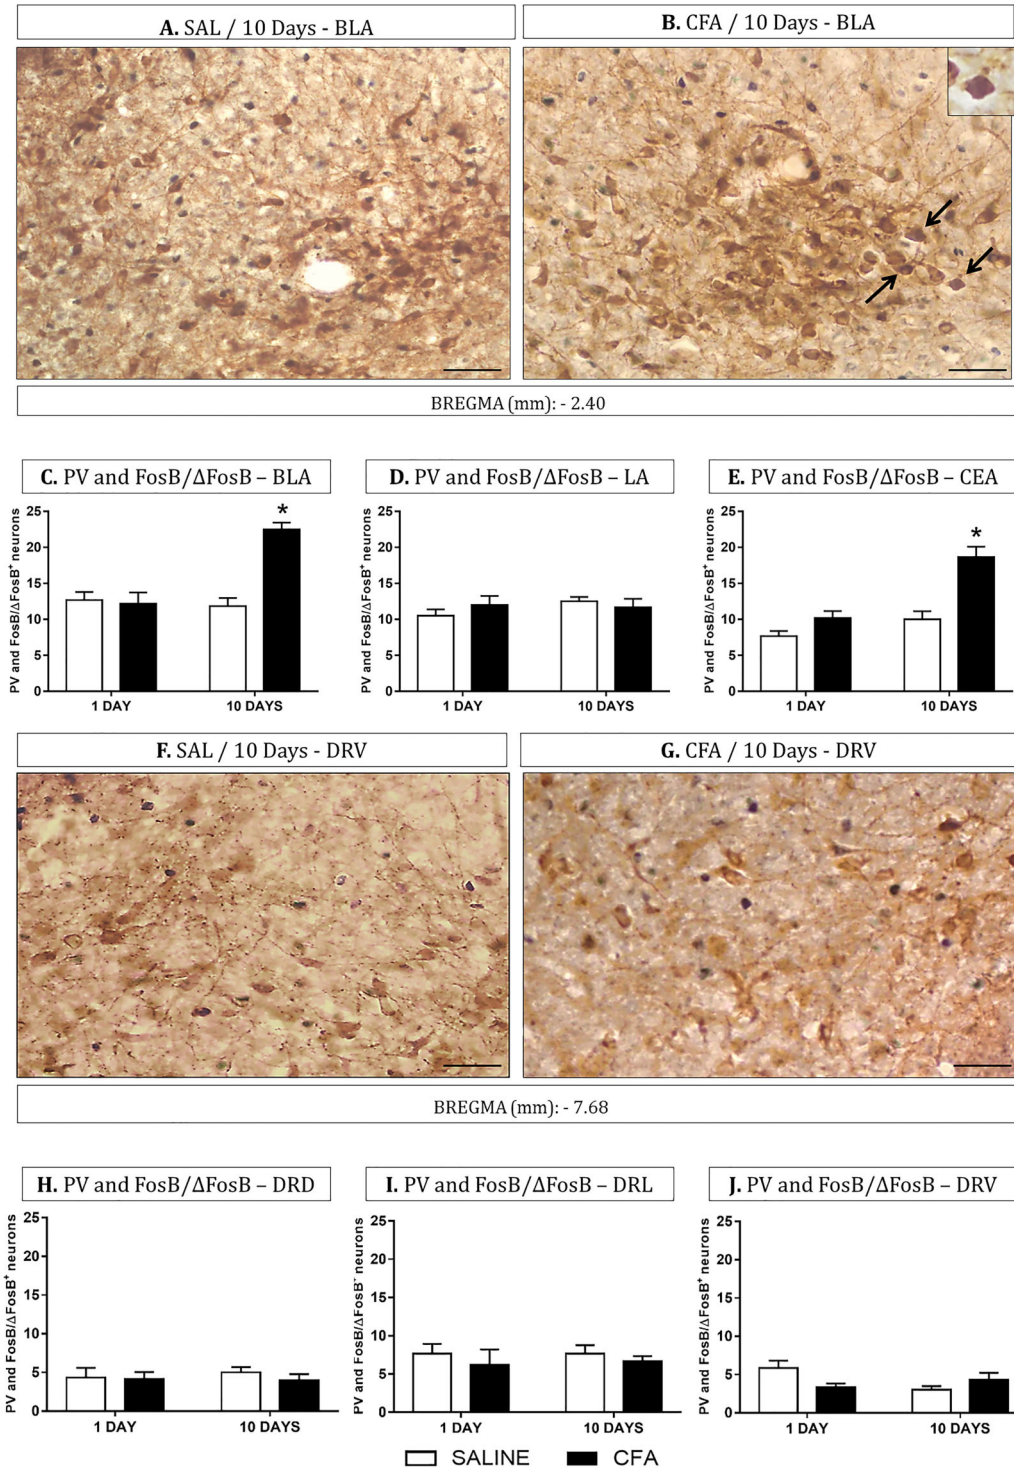 A. SAL / 10 Days - BLA
B. CFA / 10 Days - BLA
BREGMA (mm): - 2.40
C. PV and FosB/ΔFosB – BLA
D. PV and FosB/ΔFosB – LA
E. PV and FosB/ΔFosB – CEA
PV and FosB/ΔFosB⁺ neurons
25
20
15
10
5
0
*
1 DAY
10 DAYS
PV and FosB/ΔFosB⁺ neurons
25
20
15
10
5
0
1 DAY
10 DAYS
PV and FosB/ΔFosB⁺ neurons
25
20
15
10
5
0
*
1 DAY
10 DAYS
F. SAL / 10 Days - DRV
G. CFA / 10 Days - DRV
BREGMA (mm): - 7.68
H. PV and FosB/ΔFosB – DRD
I. PV and FosB/ΔFosB – DRL
J. PV and FosB/ΔFosB – DRV
PV and FosB/ΔFosB⁺ neurons
25
20
15
10
5
0
1 DAY
10 DAYS
PV and FosB/ΔFosB⁺ neurons
25
20
15
10
5
0
1 DAY
10 DAYS
PV and FosB/ΔFosB⁺ neurons
25
20
15
10
5
0
1 DAY
10 DAYS
SALINE
CFA